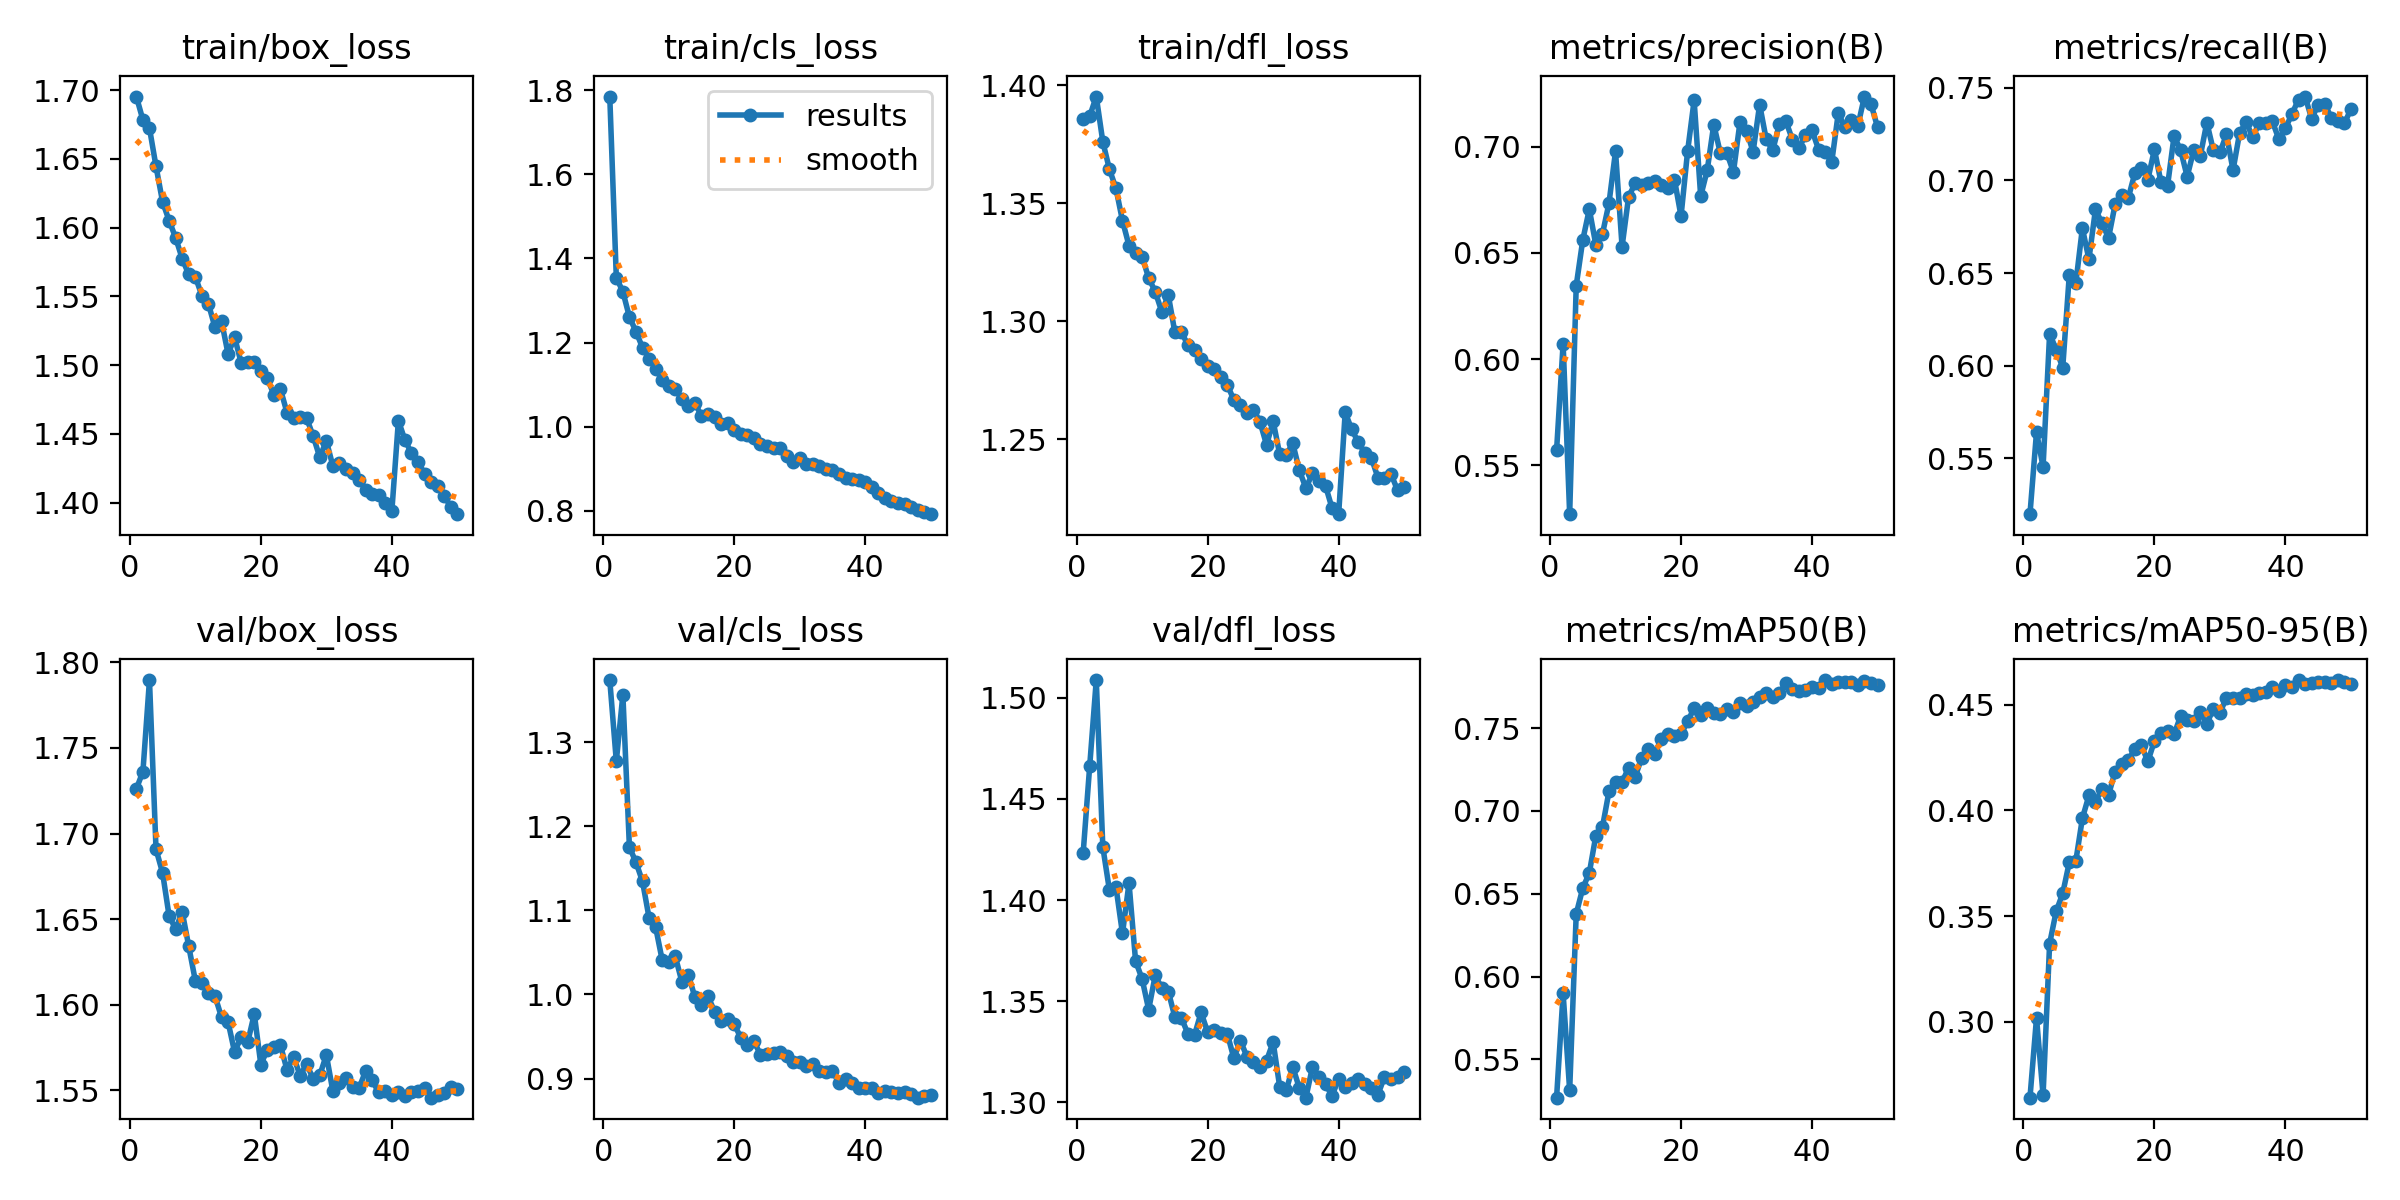 train/box_loss
1.70
1.65
1.60
1.55
1.50
1.45
1.40
0 20 40
train/cls_loss
results
smooth
1.8
1.6
1.4
1.2
1.0
0.8
0 20 40
train/dfl_loss
1.40
1.35
1.30
1.25
0 20 40
metrics/precision(B)
0.70
0.65
0.60
0.55
0 20 40
metrics/recall(B)
0.75
0.70
0.65
0.60
0.55
0 20 40
val/box_loss
1.80
1.75
1.70
1.65
1.60
1.55
0 20 40
val/cls_loss
1.3
1.2
1.1
1.0
0.9
0 20 40
val/dfl_loss
1.50
1.45
1.40
1.35
1.30
0 20 40
metrics/mAP50(B)
0.75
0.70
0.65
0.60
0.55
0 20 40
metrics/mAP50-95(B)
0.45
0.40
0.35
0.30
0 20 40